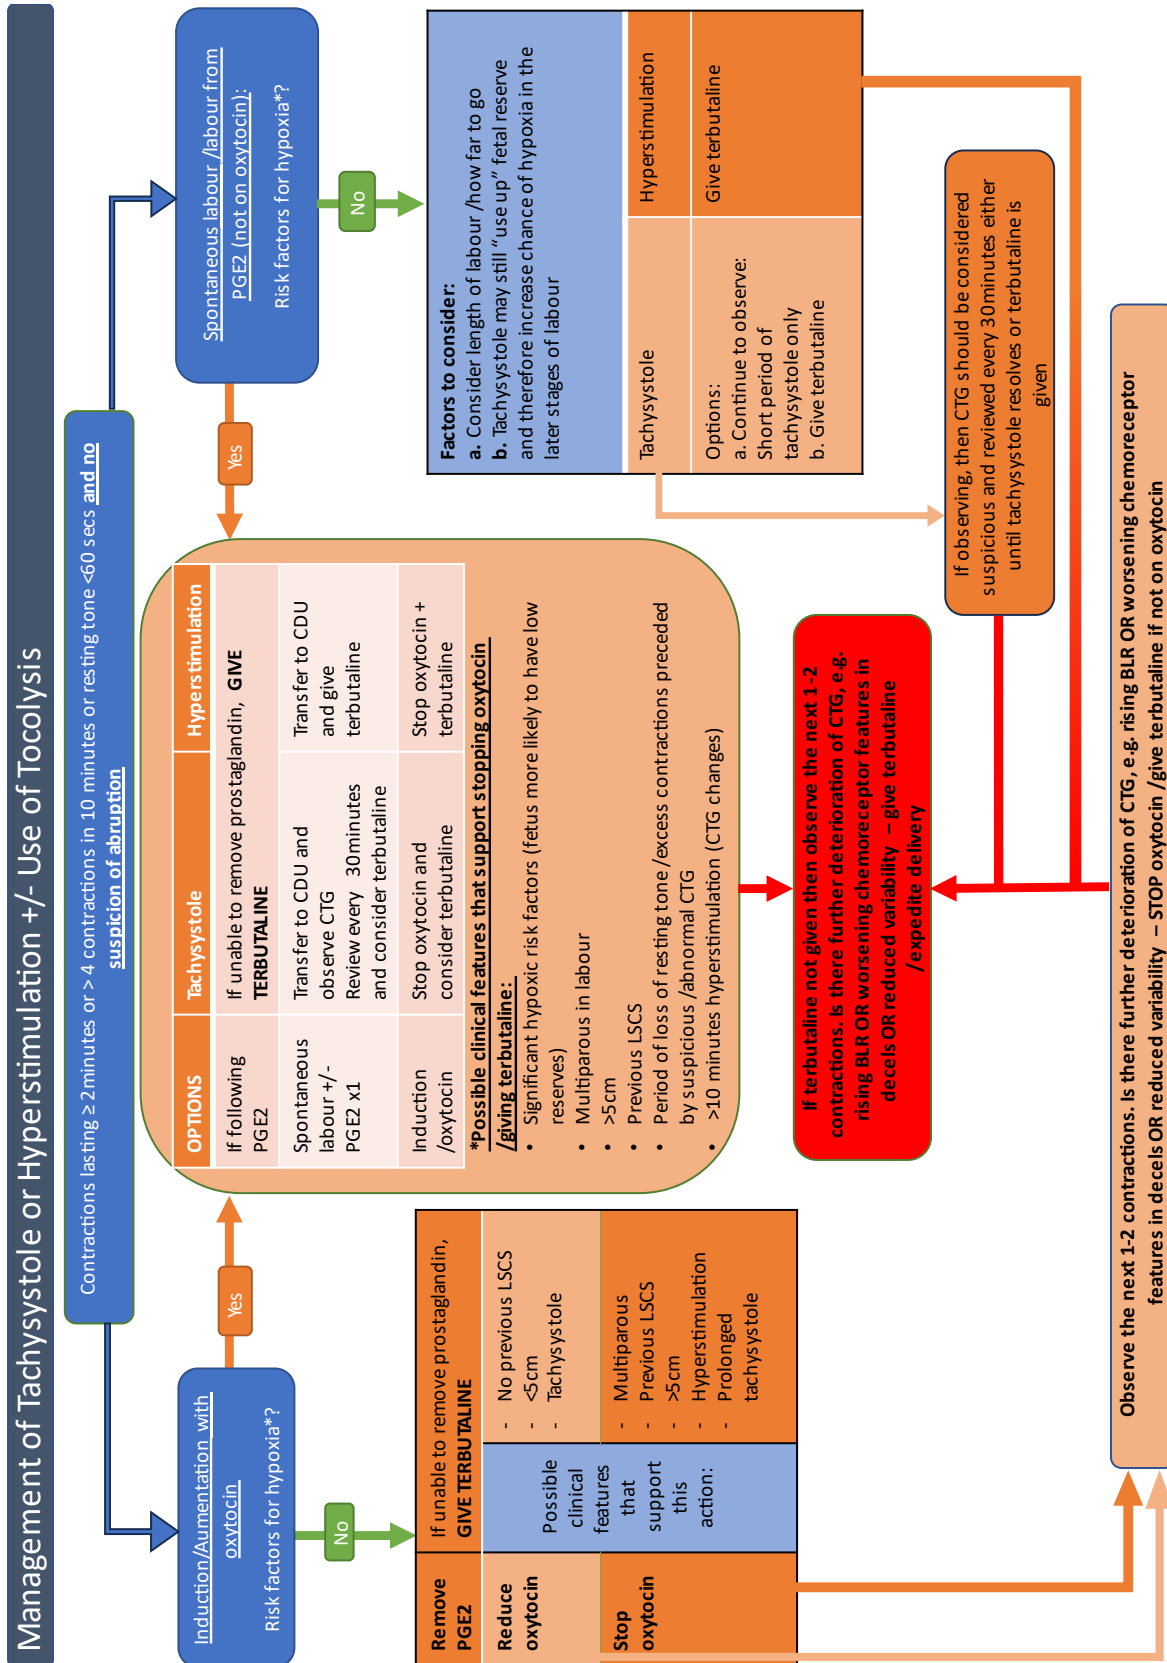 Management of Tachysystole or Hyperstimulation +/- Use of Tocolysis
Contractions lasting ≥ 2 minutes or > 4 contractions in 10 minutes or resting tone <60 secs and no
suspicion of abruption
Induction/Aumentation with
oxytocin
Risk factors for hypoxia*?
Yes
No
Spontaneous labour /labour from
PGE2 (not on oxytocin):
Risk factors for hypoxia*?
Yes
No
Remove
PGE2
If unable to remove prostaglandin,
GIVE TERBUTALINE
Reduce
oxytocin
Possible
clinical
features
that
support
this
action:
- No previous LSCS
- <5cm
- Tachysystole
Stop
oxytocin
- Multiparous
- Previous LSCS
- >5cm
- Hyperstimulation
- Prolonged
tachysystole
OPTIONS
Tachysystole
Hyperstimulation
If following
PGE2
If unable to remove prostaglandin, GIVE
TERBUTALINE
Spontaneous
labour +/-
PGE2 x1
Transfer to CDU and
observe CTG
Review every 30minutes
and consider terbutaline
Transfer to CDU
and give
terbutaline
Induction
/oxytocin
Stop oxytocin and
consider terbutaline
Stop oxytocin +
terbutaline
*Possible clinical features that support stopping oxytocin
/giving terbutaline:
• Significant hypoxic risk factors (fetus more likely to have low
reserves)
• Multiparous in labour
• >5cm
• Previous LSCS
• Period of loss of resting tone /excess contractions preceded
by suspicious /abnormal CTG
• >10 minutes hyperstimulation (CTG changes)
Factors to consider:
a. Consider length of labour /how far to go
b. Tachysystole may still “use up” fetal reserve
and therefore increase chance of hypoxia in the
later stages of labour
Tachysystole
Hyperstimulation
Options:
a. Continue to observe:
Short period of
tachysystole only
b. Give terbutaline
Give terbutaline
If terbutaline not given then observe the next 1-2
contractions. Is there further deterioration of CTG, e.g.
rising BLR OR worsening chemoreceptor features in
decels OR reduced variability – give terbutaline
/expedite delivery
If observing, then CTG should be considered
suspicious and reviewed every 30minutes either
until tachysystole resolves or terbutaline is
given
Observe the next 1-2 contractions. Is there further deterioration of CTG, e.g. rising BLR OR worsening chemoreceptor
features in decels OR reduced variability – STOP oxytocin /give terbutaline if not on oxytocin